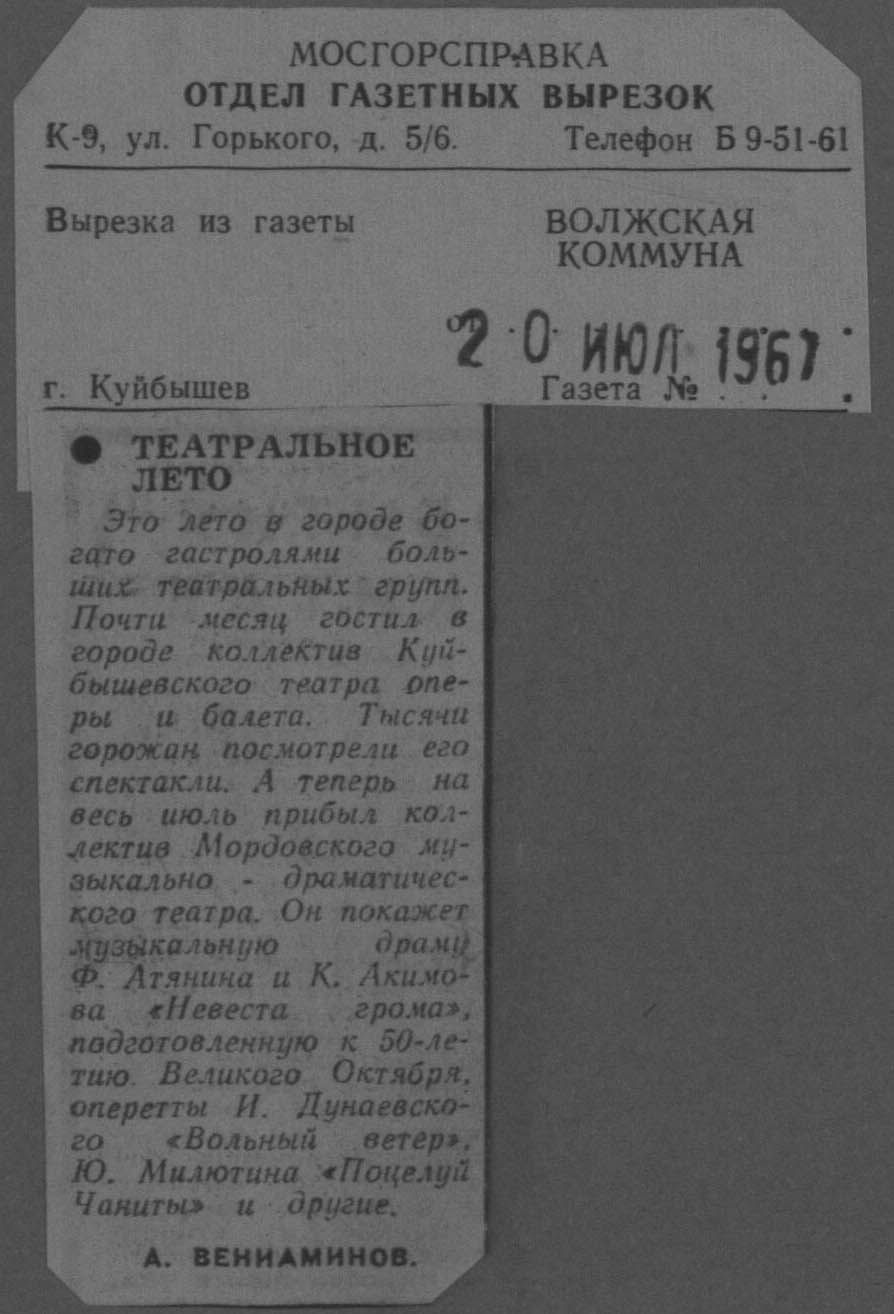 МОСГОРСПРАВКА
ОТДЕЛ ГАЗЕТНЫХ ВЫРЕЗОК
К-9, ул. Горького, д. 5/6. Телефон Б 9-51-61
Вырезка из газеты
ВОЛЖСКАЯ
КОММУНА
от 20 ИЮЛ 1967
г. Куйбышев Газета № . . .
● ТЕАТРАЛЬНОЕ
ЛЕТО
Это лето в городе бо-
гато гастролями боль-
ших театральных групп.
Почти месяц гостил в
городе коллектив Куй-
бышевского театра опе-
ры и балета. Тысячи
горожан посмотрели его
спектакли. А теперь на
весь июль прибыл кол-
лектив Мордовского му-
зыкально - драматичес-
кого театра. Он покажет
музыкальную драму
Ф. Атянина и К. Акимо-
ва «Невеста грома»,
подготовленную к 50-ле-
тию Великого Октября,
оперетты И. Дунаевско-
го «Вольный ветер»,
Ю. Милютина «Поцелуй
Чаниты» и другие.
А. ВЕНИАМИНОВ.